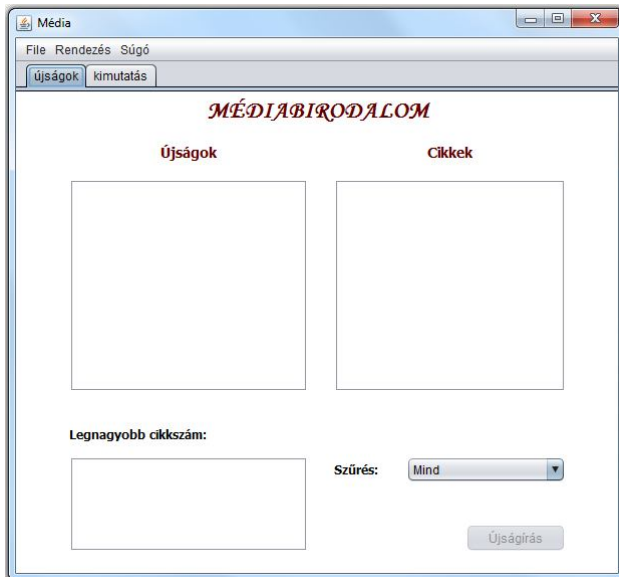 Média
File Rendezés Súgó
újságok kimutatás
MÉDIABIRODALOM
Újságok Cikkek
Legnagyobb cikkszám:
Szűrés: Mind
Újságírás